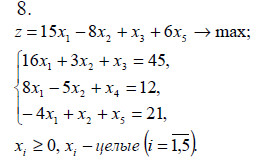 8.
z = 15x₁ − 8x₂ + x₃ + 6x₅ → max;
16x₁ + 3x₂ + x₃ = 45,
8x₁ − 5x₂ + x₄ = 12,
−4x₁ + x₂ + x₅ = 21,
xᵢ ≥ 0, xᵢ − целые (i = 1,5).